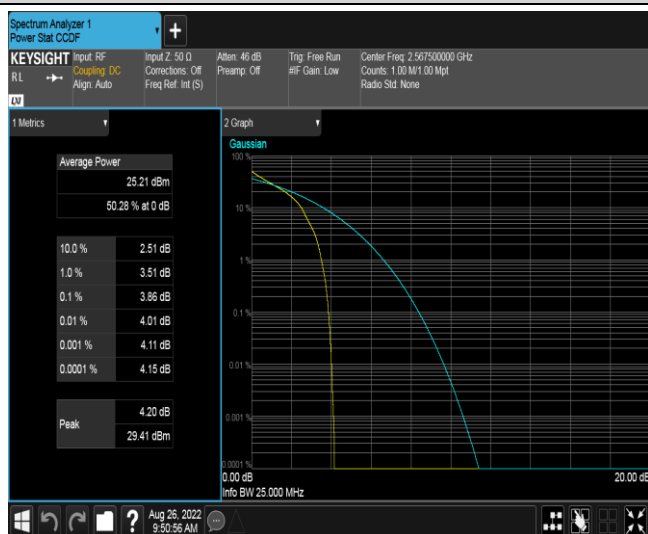 Spectrum Analyzer 1
Power Stat CCDF
+
KEYSIGHT
RL
LXI
Input: RF
Coupling: DC
Align: Auto
Input Z: 50 Ω
Corrections: Off
Freq Ref: Int (S)
Atten: 46 dB
Preamp: Off
Trig: Free Run
#IF Gain: Low
Center Freq: 2.567500000 GHz
Counts: 1.00 M/1.00 Mpt
Radio Std: None
1 Metrics
Average Power
25.21 dBm
50.28 % at 0 dB
10.0 % 2.51 dB
1.0 % 3.51 dB
0.1 % 3.86 dB
0.01 % 4.01 dB
0.001 % 4.11 dB
0.0001 % 4.15 dB
Peak
4.20 dB
29.41 dBm
2 Graph
Gaussian
100 %
10 %
1 %
0.1 %
0.01 %
0.001 %
0.0001 %
0.00 dB
20.00 dB
Info BW 25.000 MHz
?
Aug 26, 2022
9:50:56 AM